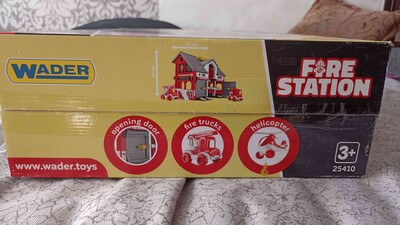 WADER
FIRE
STATION
opening door
fire trucks
helicopter
www.wader.toys
3+
25410